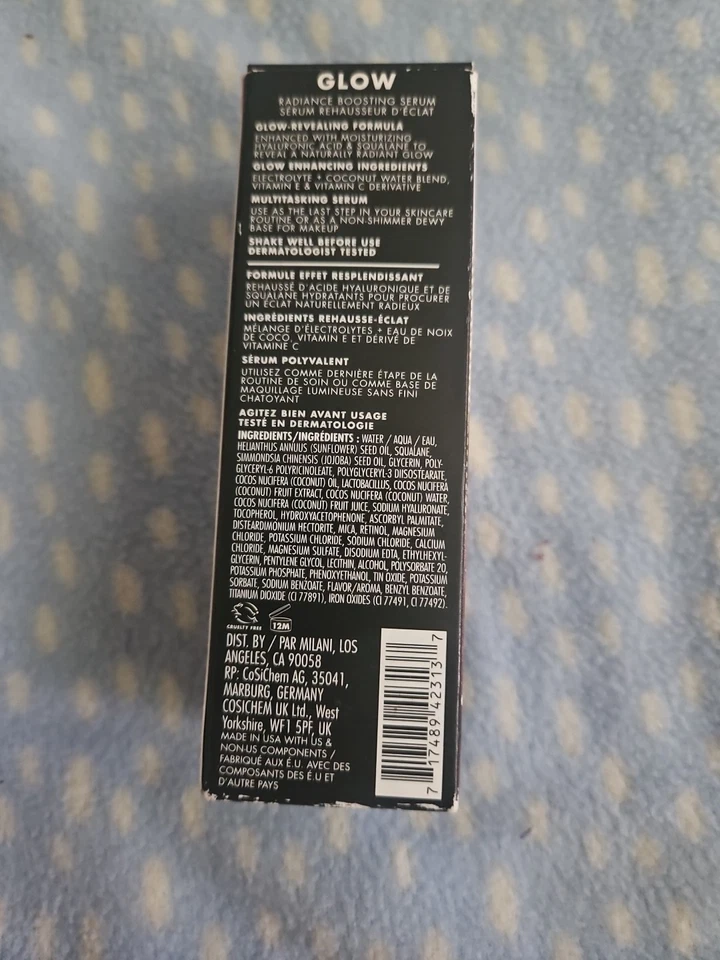 GLOW
RADIANCE BOOSTING SERUM
SÉRUM REHAUSSEUR D'ÉCLAT
GLOW-REVEALING FORMULA
ENHANCED WITH MOISTURIZING
HYALURONIC ACID & SQUALANE TO
REVEAL A NATURALLY RADIANT GLOW
GLOW ENHANCING INGREDIENTS
ELECTROLYTE + COCONUT WATER BLEND,
VITAMIN E & VITAMIN C DERIVATIVE
MULTITASKING SERUM
USE AS THE LAST STEP IN YOUR SKINCARE
ROUTINE OR AS A NON-SHIMMER DEWY
BASE FOR MAKEUP
SHAKE WELL BEFORE USE
DERMATOLOGIST TESTED
FORMULE EFFET RESPLENDISSANT
REHAUSSÉ D'ACIDE HYALURONIQUE ET DE
SQUALANE HYDRATANTS POUR PROCURER
UN ÉCLAT NATURELLEMENT RADIEUX
INGRÉDIENTS REHAUSSE-ÉCLAT
MÉLANGE D'ÉLECTROLYTES + EAU DE NOIX
DE COCO, VITAMIN E ET DÉRIVÉ DE
VITAMINE C
SÉRUM POLYVALENT
UTILISEZ COMME DERNIÈRE ÉTAPE DE LA
ROUTINE DE SOIN OU COMME BASE DE
MAQUILLAGE LUMINEUSE SANS FINI
CHATOYANT
AGITEZ BIEN AVANT USAGE
TESTÉ EN DERMATOLOGIE
INGREDIENTS/INGRÉDIENTS : WATER / AQUA / EAU,
HELIANTHUS ANNUUS (SUNFLOWER) SEED OIL, SQUALANE,
SIMMONDSIA CHINENSIS (JOJOBA) SEED OIL, GLYCERIN, POLY-
GLYCERYL-6 POLYRICINOLEATE, POLYGLYCERYL-3 DIISOSTEARATE,
COCOS NUCIFERA (COCONUT) OIL, LACTOBACILLUS, COCOS NUCIFERA
(COCONUT) FRUIT EXTRACT, COCOS NUCIFERA (COCONUT) WATER,
COCOS NUCIFERA (COCONUT) FRUIT JUICE, SODIUM HYALURONATE,
TOCOPHEROL, HYDROXYACETOPHENONE, ASCORBYL PALMITATE,
DISTEARDIMONIUM HECTORITE, MICA, RETINOL, MAGNESIUM
CHLORIDE, POTASSIUM CHLORIDE, SODIUM CHLORIDE, CALCIUM
CHLORIDE, MAGNESIUM SULFATE, DISODIUM EDTA, ETHYLHEXYL-
GLYCERIN, PENTYLENE GLYCOL, LECITHIN, ALCOHOL, POLYSORBATE 20,
POTASSIUM PHOSPHATE, PHENOXYETHANOL, TIN OXIDE, POTASSIUM
SORBATE, SODIUM BENZOATE, FLAVOR/AROMA, BENZYL BENZOATE,
TITANIUM DIOXIDE (CI 77891), IRON OXIDES (CI 77491, CI 77492).
CRUELTY FREE
12M
DIST. BY / PAR MILANI, LOS
ANGELES, CA 90058
RP: CoSiChem AG, 35041,
MARBURG, GERMANY
COSICHEM UK Ltd., West
Yorkshire, WF1 5PF, UK
MADE IN USA WITH US &
NON-US COMPONENTS /
FABRIQUÉ AUX É.U. AVEC DES
COMPOSANTS DES É.U ET
D'AUTRE PAYS
7 17489 42313 7